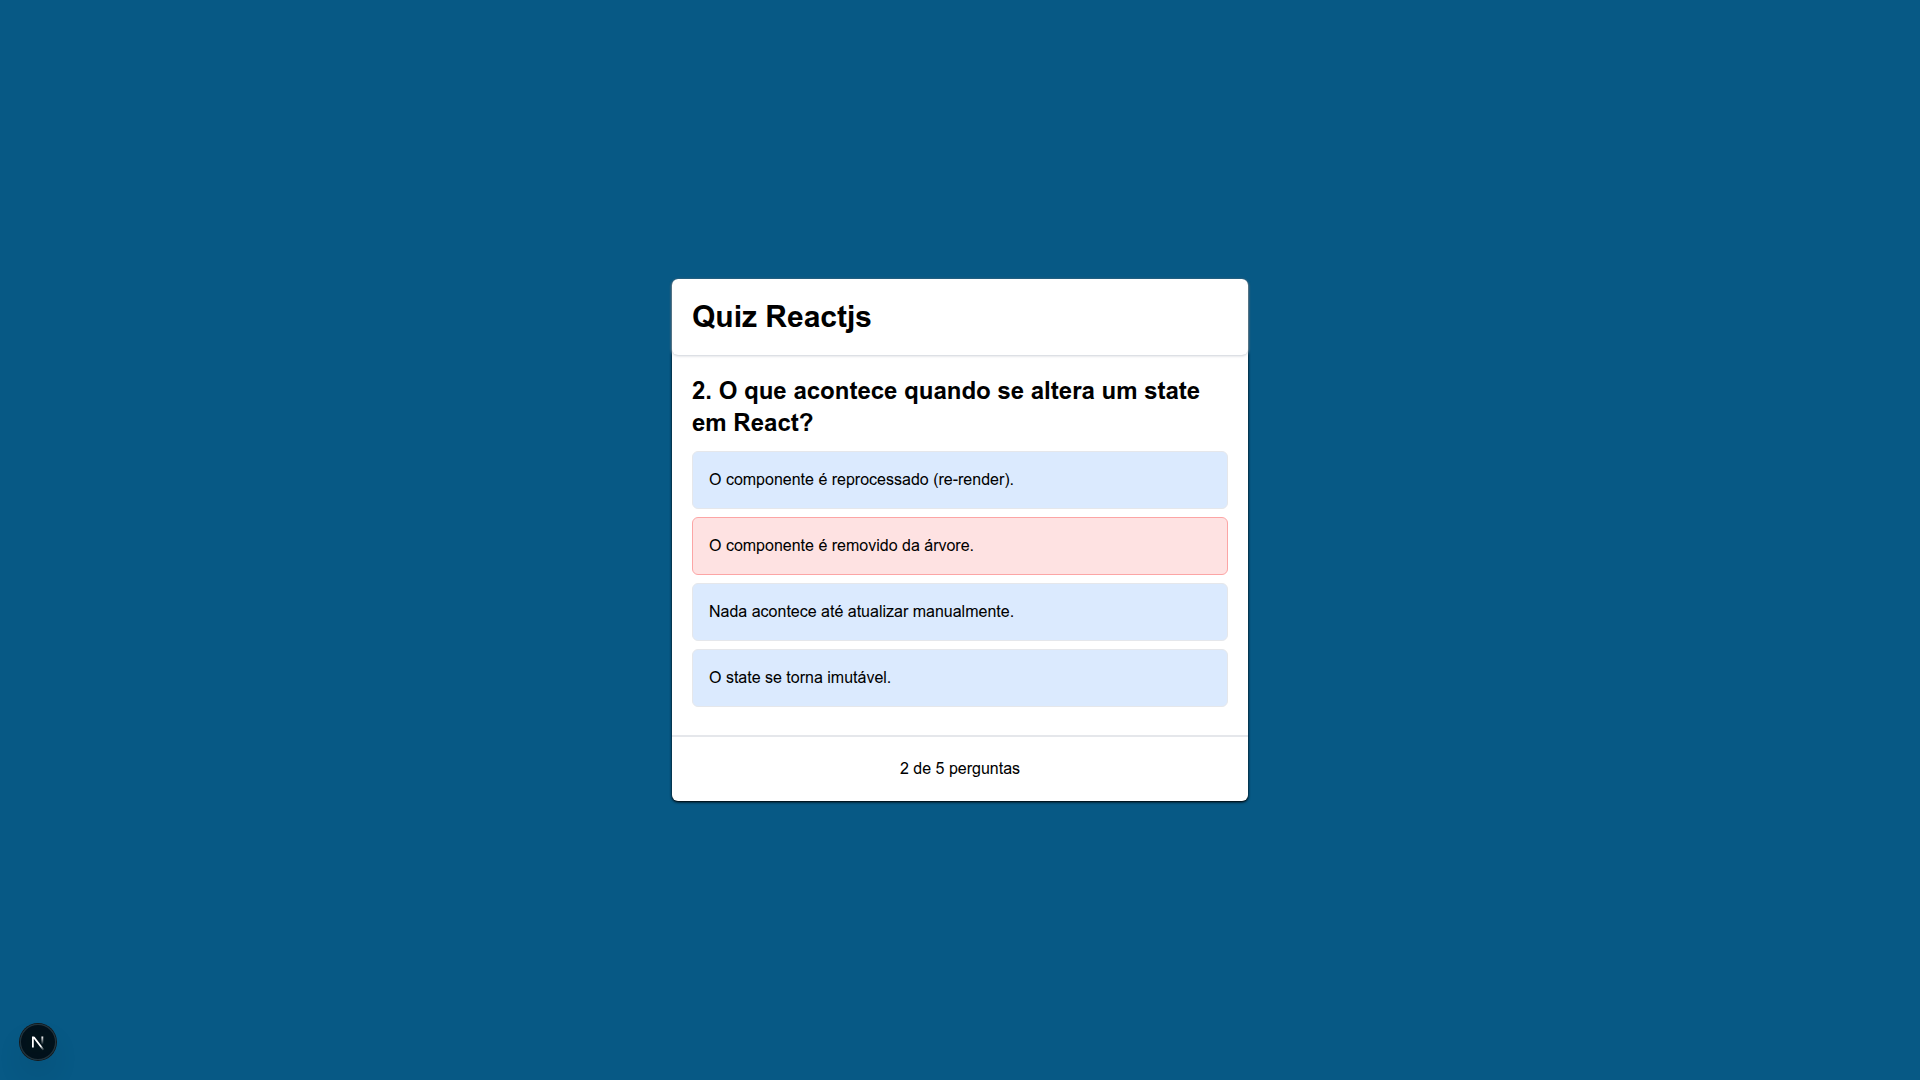 Quiz Reactjs
2. O que acontece quando se altera um state
em React?
O componente é reprocessado (re-render).
O componente é removido da árvore.
Nada acontece até atualizar manualmente.
O state se torna imutável.
2 de 5 perguntas
N